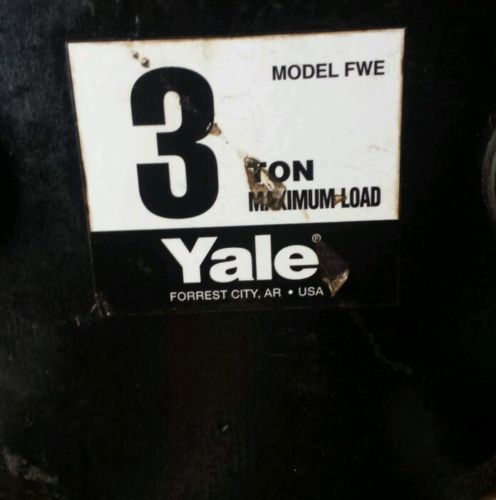 MODEL FWE
3
TON
MAXIMUM LOAD
Yale®
FORREST CITY, AR • USA